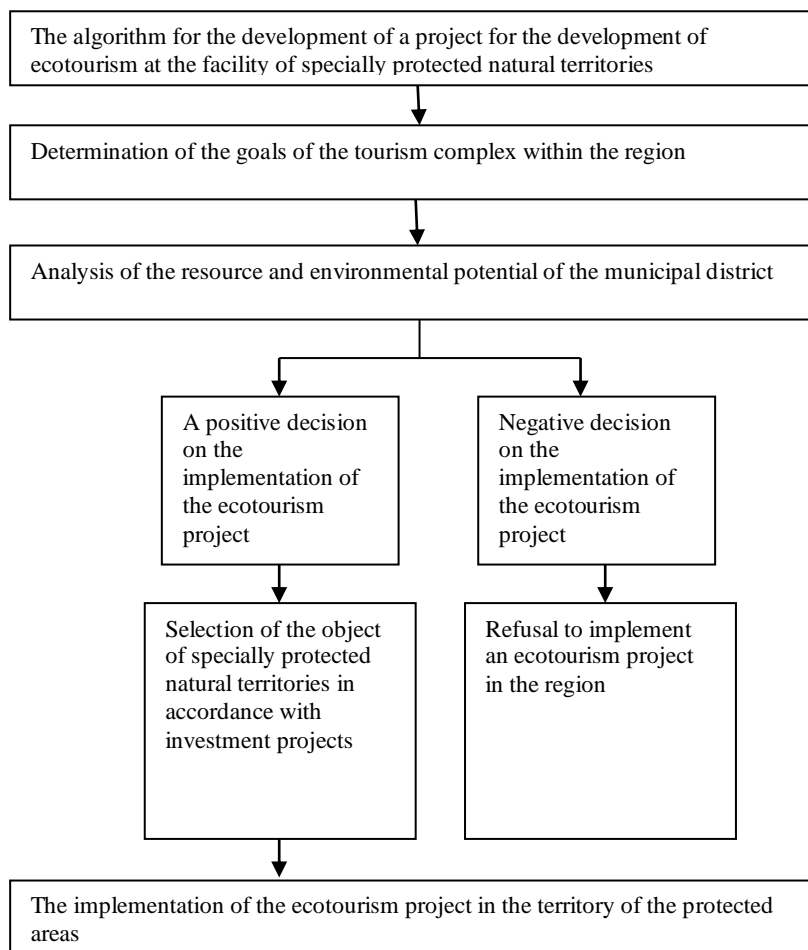 The algorithm for the development of a project for the development of
ecotourism at the facility of specially protected natural territories
Determination of the goals of the tourism complex within the region
Analysis of the resource and environmental potential of the municipal district
A positive decision
on the
implementation of
the ecotourism
project
Negative decision
on the
implementation of
the ecotourism
project
Selection of the object
of specially protected
natural territories in
accordance with
investment projects
Refusal to implement
an ecotourism project
in the region
The implementation of the ecotourism project in the territory of the protected
areas